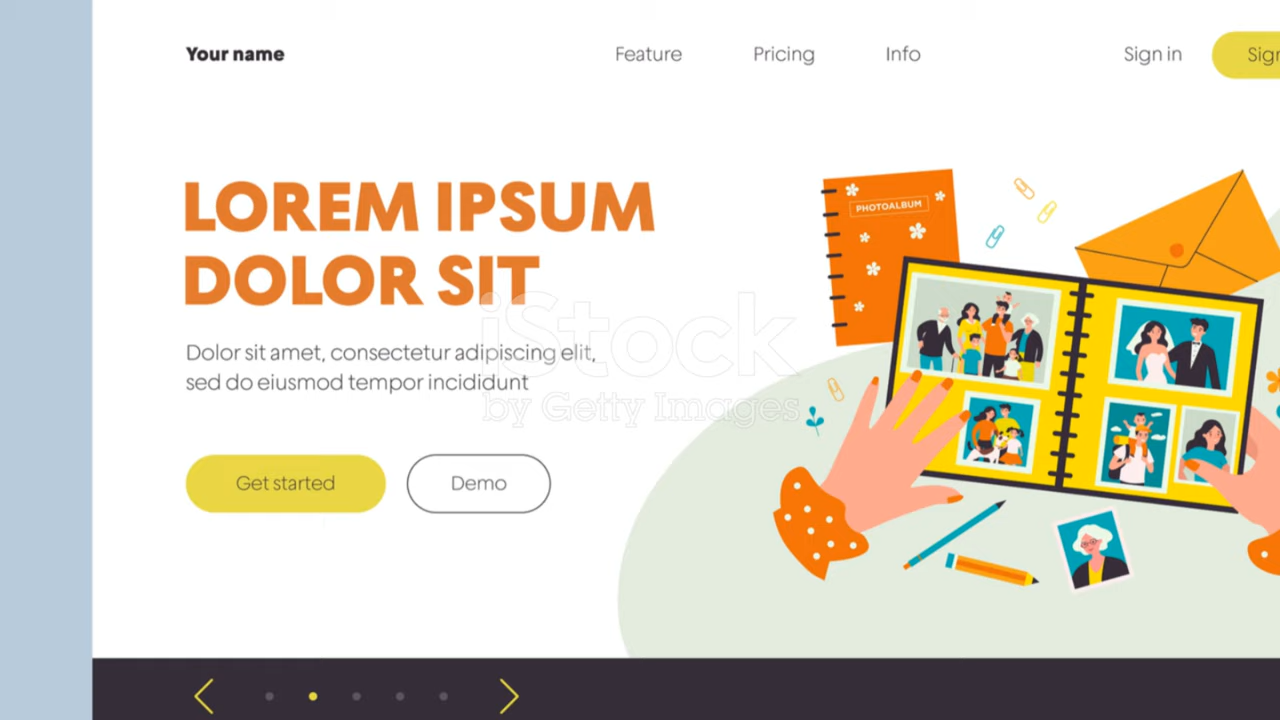 Your name
Feature
Pricing
Info
Sign in
LOREM IPSUM
DOLOR SIT
Dolor sit amet, consectetur adipiscing elit,
sed do eiusmod tempor incididunt
Get started
Demo
PHOTOALBUM
iStock
by Getty Images